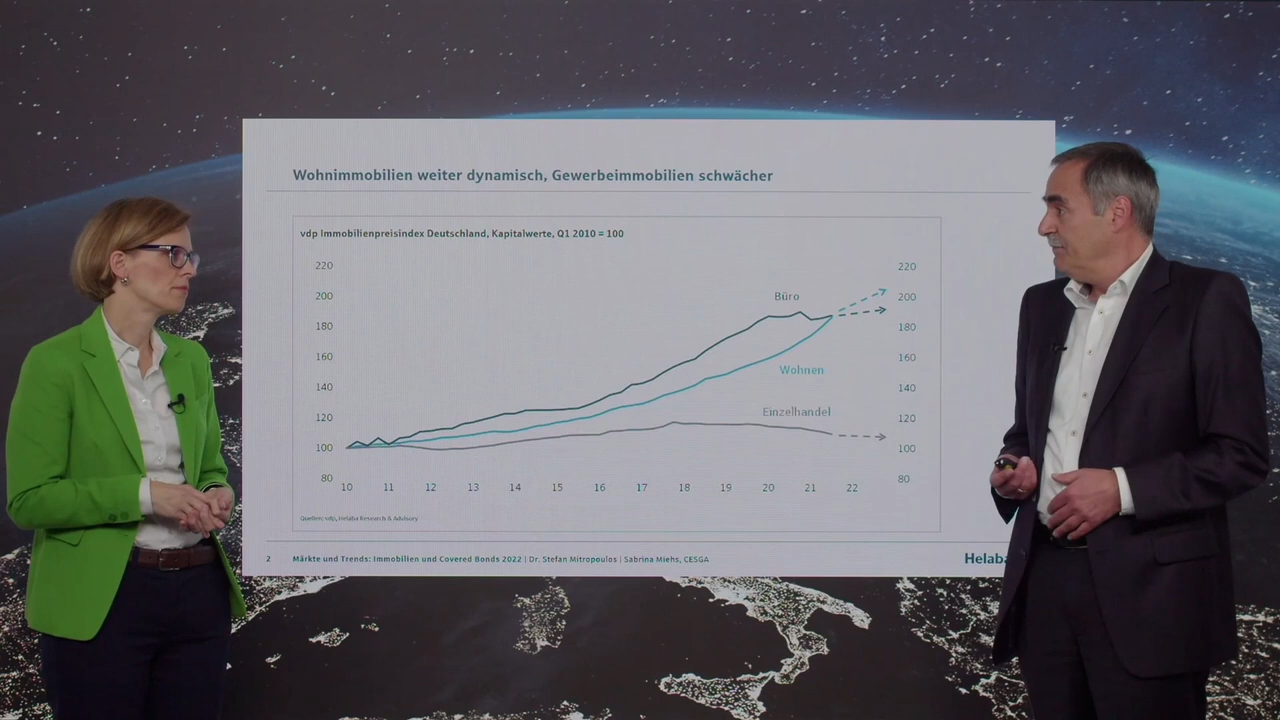 Wohnimmobilien weiter dynamisch, Gewerbeimmobilien schwächer
vdp Immobilienpreisindex Deutschland, Kapitalwerte, Q1 2010 = 100
220 220
200 Büro 200
180 180
160 160
Wohnen
140 140
120 Einzelhandel 120
100 100
80 10 11 12 13 14 15 16 17 18 19 20 21 22 80
Quellen: vdp, Helaba Research & Advisory
2 Märkte und Trends: Immobilien und Covered Bonds 2022 | Dr. Stefan Mitropoulos | Sabrina Miehs, CESGA Helaba